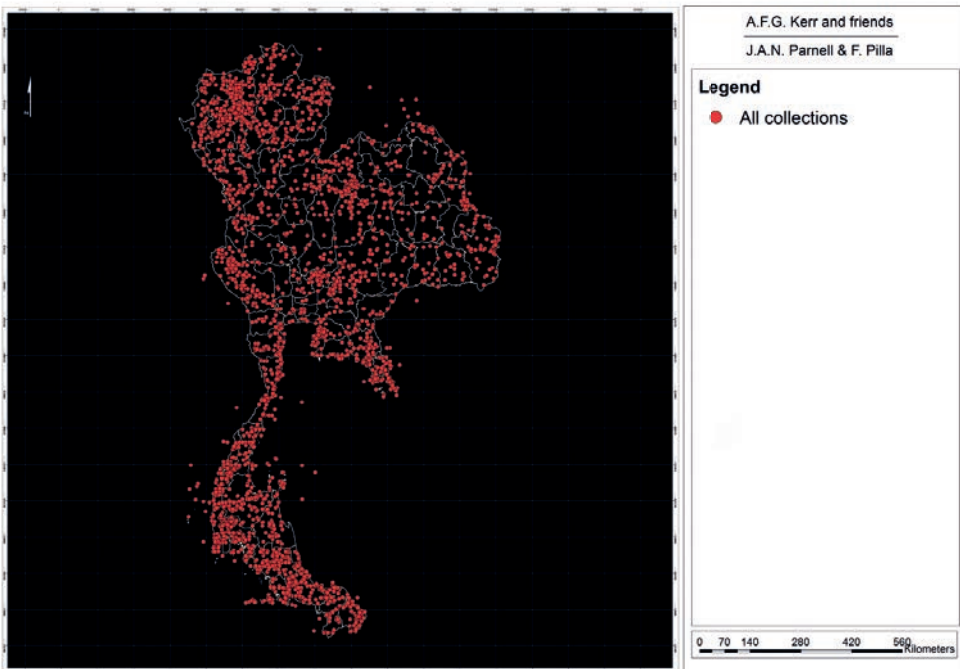 A.F.G. Kerr and friends
J.A.N. Parnell & F. Pilla
Legend
All collections
0 70 140 280 420 560
Kilometers